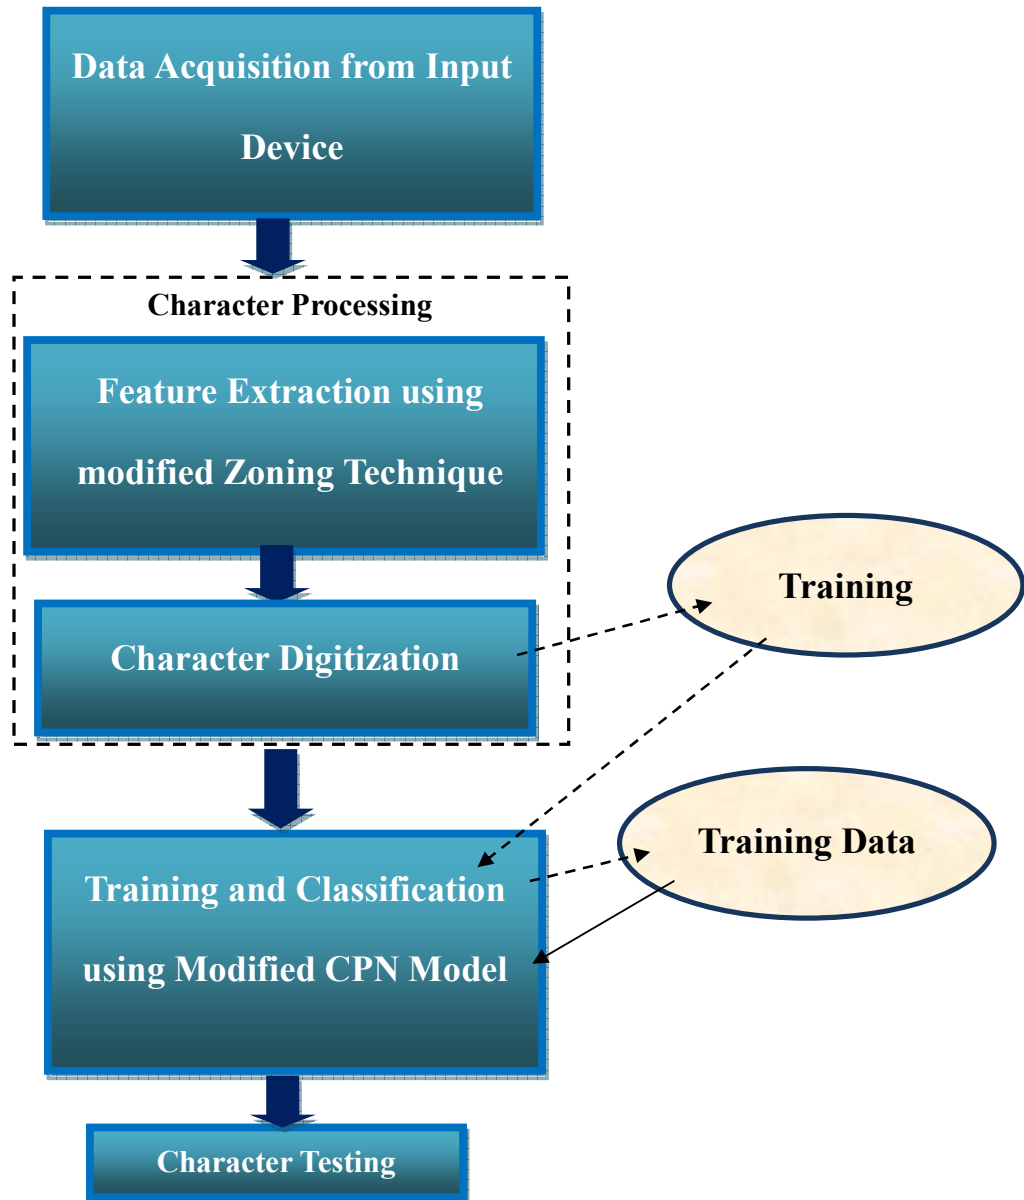 Data Acquisition from Input
Device
Character Processing
Feature Extraction using
modified Zoning Technique
Training
Character Digitization
Training Data
Training and Classification
using Modified CPN Model
Character Testing